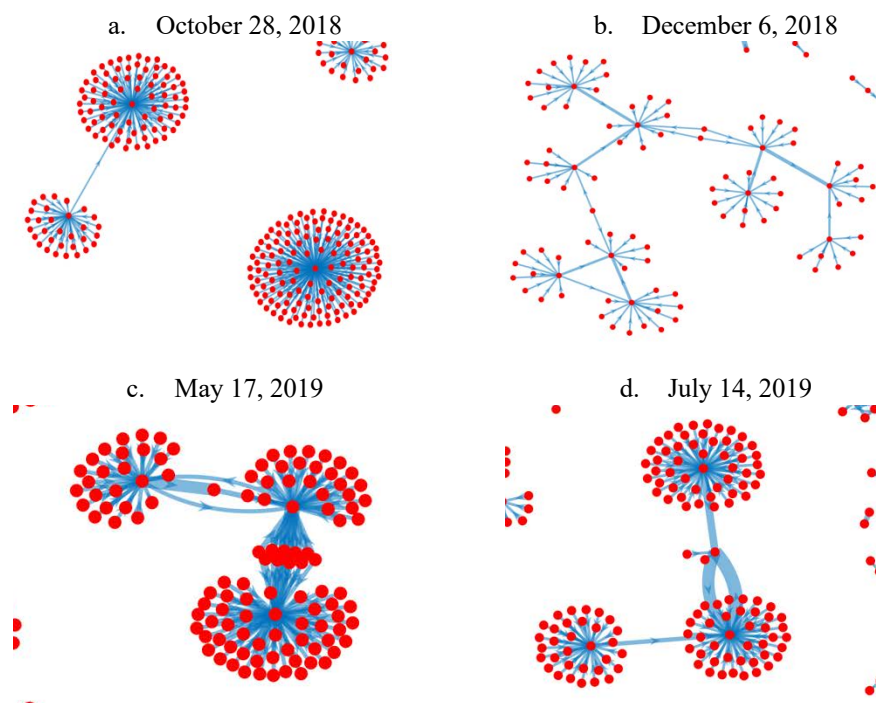 a. October 28, 2018
b. December 6, 2018
c. May 17, 2019
d. July 14, 2019